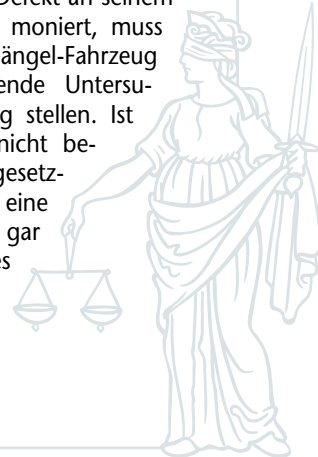 Defekt an seinem
moniert, muss
ängel-Fahrzeug
ende Untersu-
g stellen. Ist
nicht be-
gesetz-
eine
gar
es